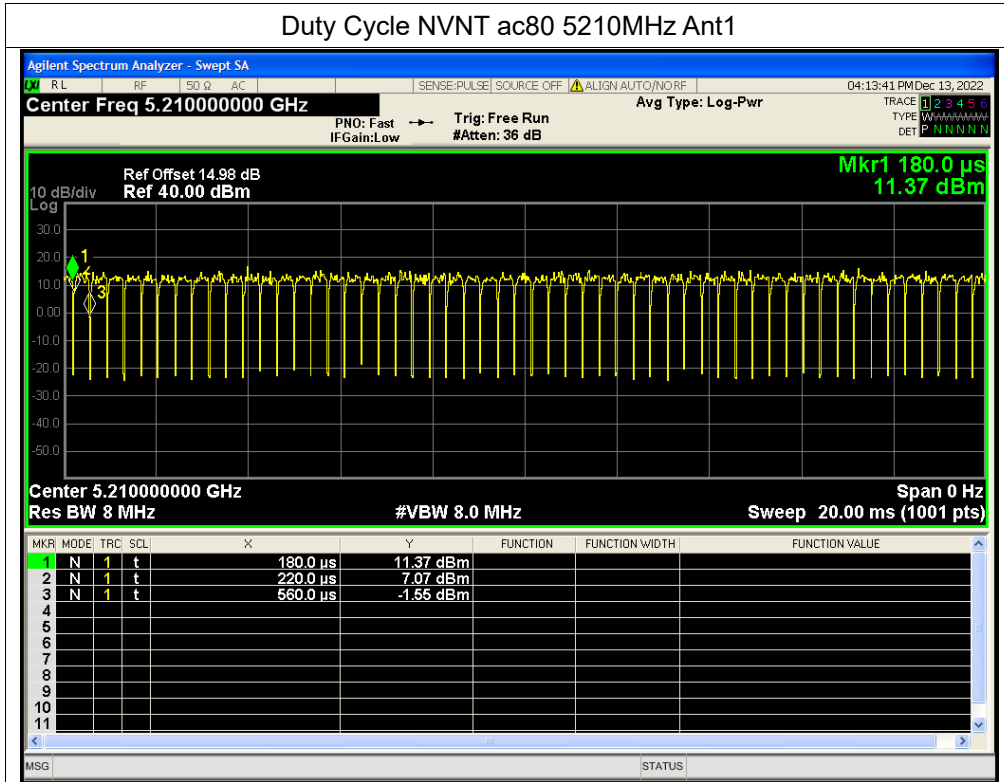 Duty Cycle NVNT ac80 5210MHz Ant1
Agilent Spectrum Analyzer - Swept SA
LXI RL RF 50 Ω AC SENSE:PULSE SOURCE OFF ALIGN AUTO/NO RF 04:13:41 PM Dec 13, 2022
Center Freq 5.210000000 GHz Avg Type: Log-Pwr TRACE 1 2 3 4 5 6
PNO: Fast Trig: Free Run TYPE W
IFGain:Low #Atten: 36 dB DET P N N N N N
Mkr1 180.0 µs
11.37 dBm
Ref Offset 14.98 dB
10 dB/div Ref 40.00 dBm
Log
30.0
20.0
10.0
0.00
-10.0
-20.0
-30.0
-40.0
-50.0
1
2
3
Center 5.210000000 GHz Span 0 Hz
Res BW 8 MHz #VBW 8.0 MHz Sweep 20.00 ms (1001 pts)
MKR MODE TRC SCL X Y FUNCTION FUNCTION WIDTH FUNCTION VALUE
1 N 1 t 180.0 µs 11.37 dBm
2 N 1 t 220.0 µs 7.07 dBm
3 N 1 t 560.0 µs -1.55 dBm
4
5
6
7
8
9
10
11
MSG STATUS